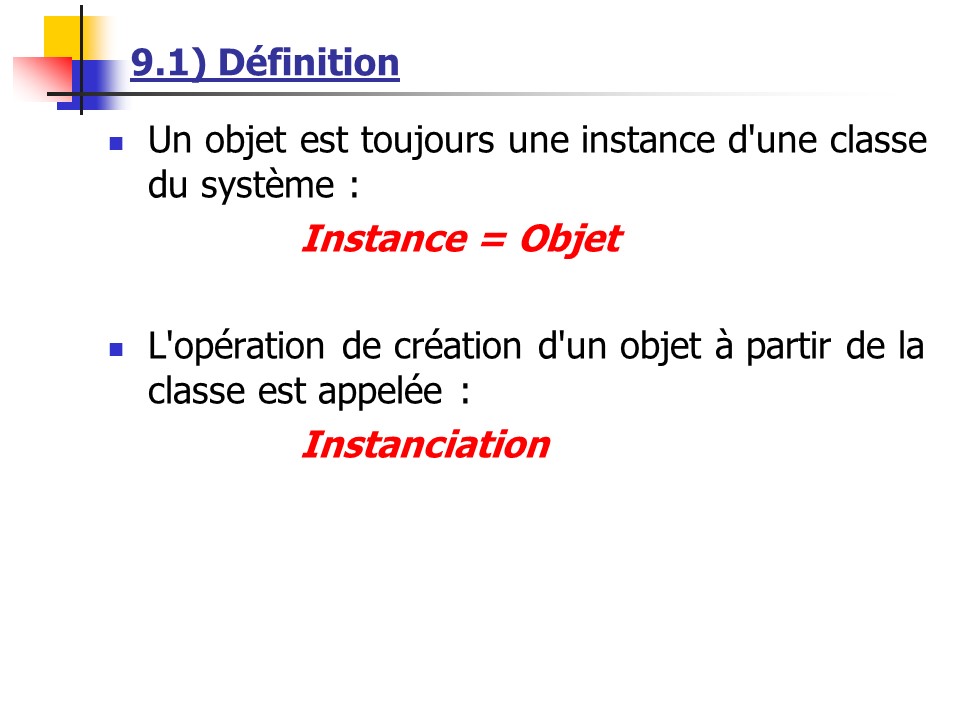 9.1) Définition
Un objet est toujours une instance d'une classe
du système :
Instance = Objet
L'opération de création d'un objet à partir de la
classe est appelée :
Instanciation